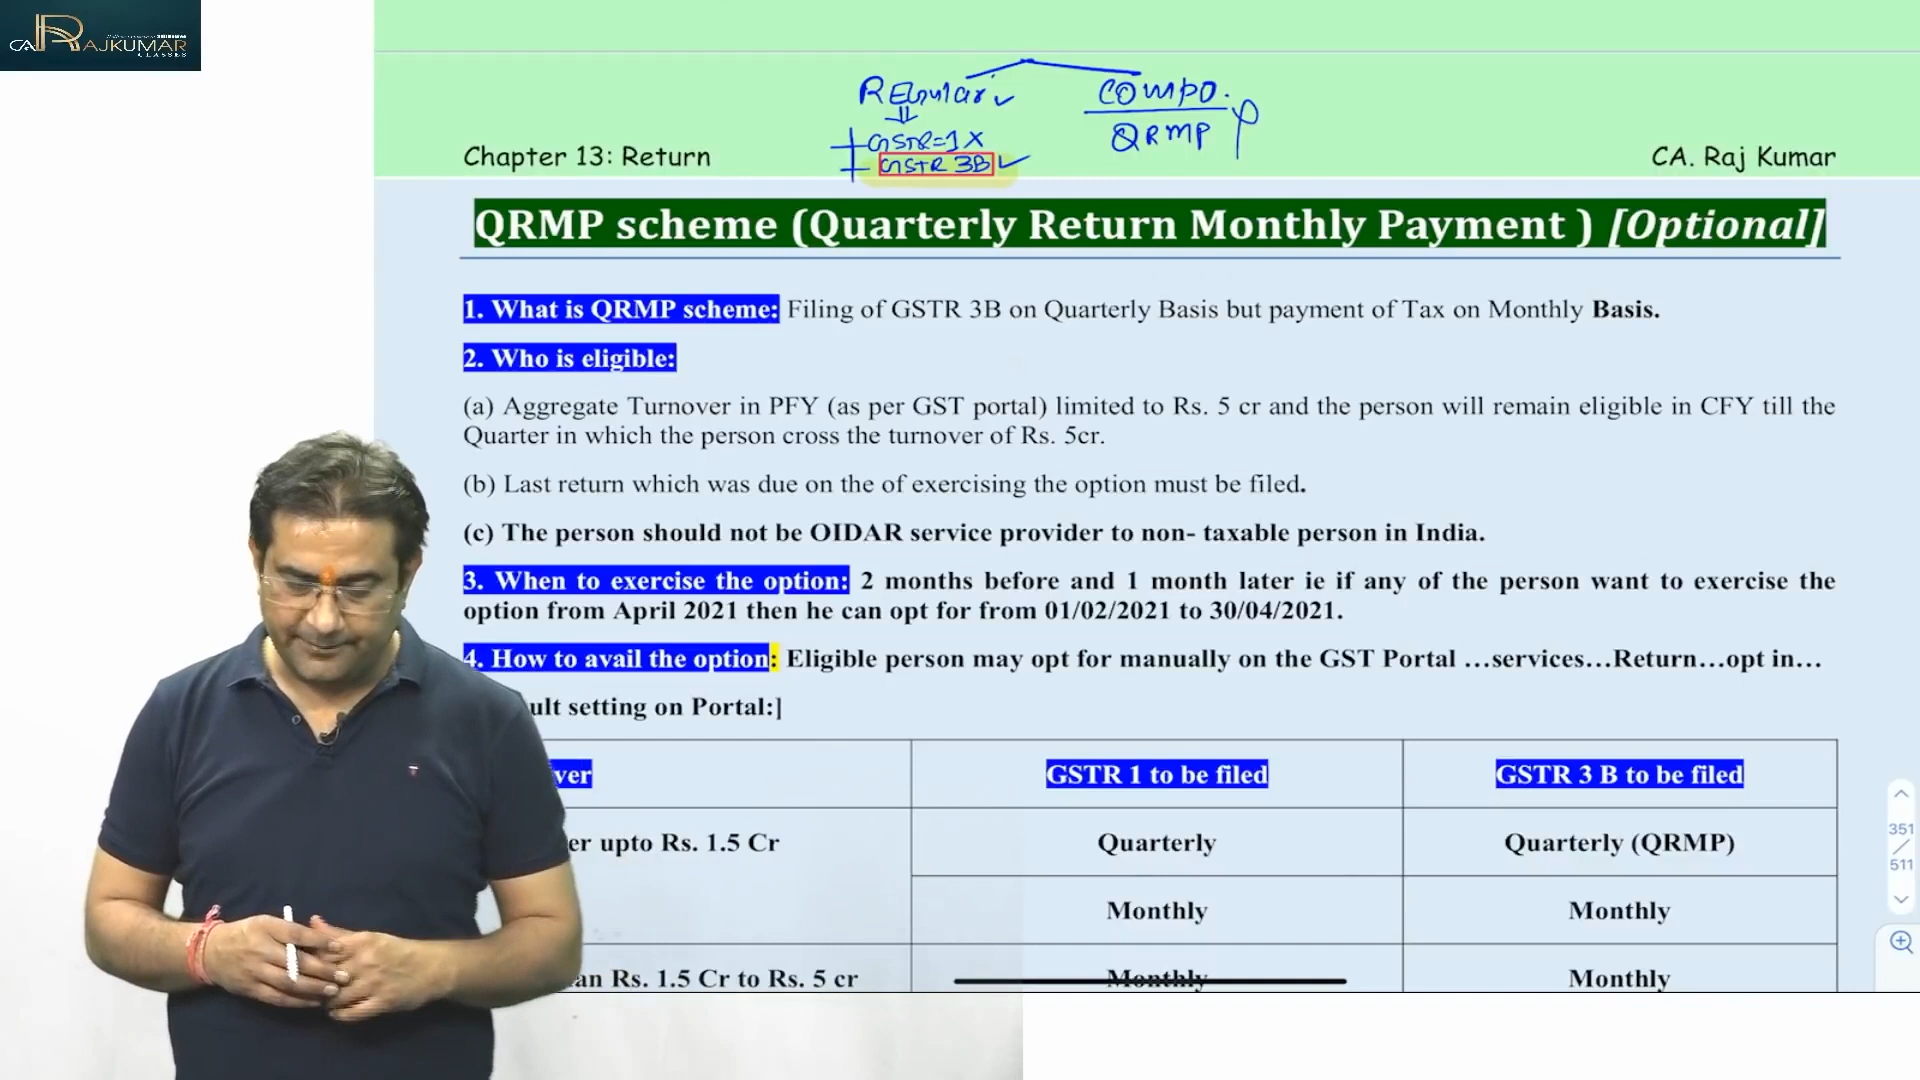 CA RAJKUMAR
CLASSES
Regular ✓ Compo.
GSTR=1 X QRMP
Chapter 13: Return GSTR 3B ✓ CA. Raj Kumar
QRMP scheme (Quarterly Return Monthly Payment ) [Optional]
1. What is QRMP scheme: Filing of GSTR 3B on Quarterly Basis but payment of Tax on Monthly Basis.
2. Who is eligible:
(a) Aggregate Turnover in PFY (as per GST portal) limited to Rs. 5 cr and the person will remain eligible in CFY till the
Quarter in which the person cross the turnover of Rs. 5cr.
(b) Last return which was due on the of exercising the option must be filed.
(c) The person should not be OIDAR service provider to non- taxable person in India.
3. When to exercise the option: 2 months before and 1 month later ie if any of the person want to exercise the
option from April 2021 then he can opt for from 01/02/2021 to 30/04/2021.
4. How to avail the option: Eligible person may opt for manually on the GST Portal …services…Return…opt in…
ult setting on Portal:]
ver GSTR 1 to be filed GSTR 3 B to be filed
er upto Rs. 1.5 Cr Quarterly Quarterly (QRMP)
351
/
511
Monthly Monthly
an Rs. 1.5 Cr to Rs. 5 cr Monthly Monthly